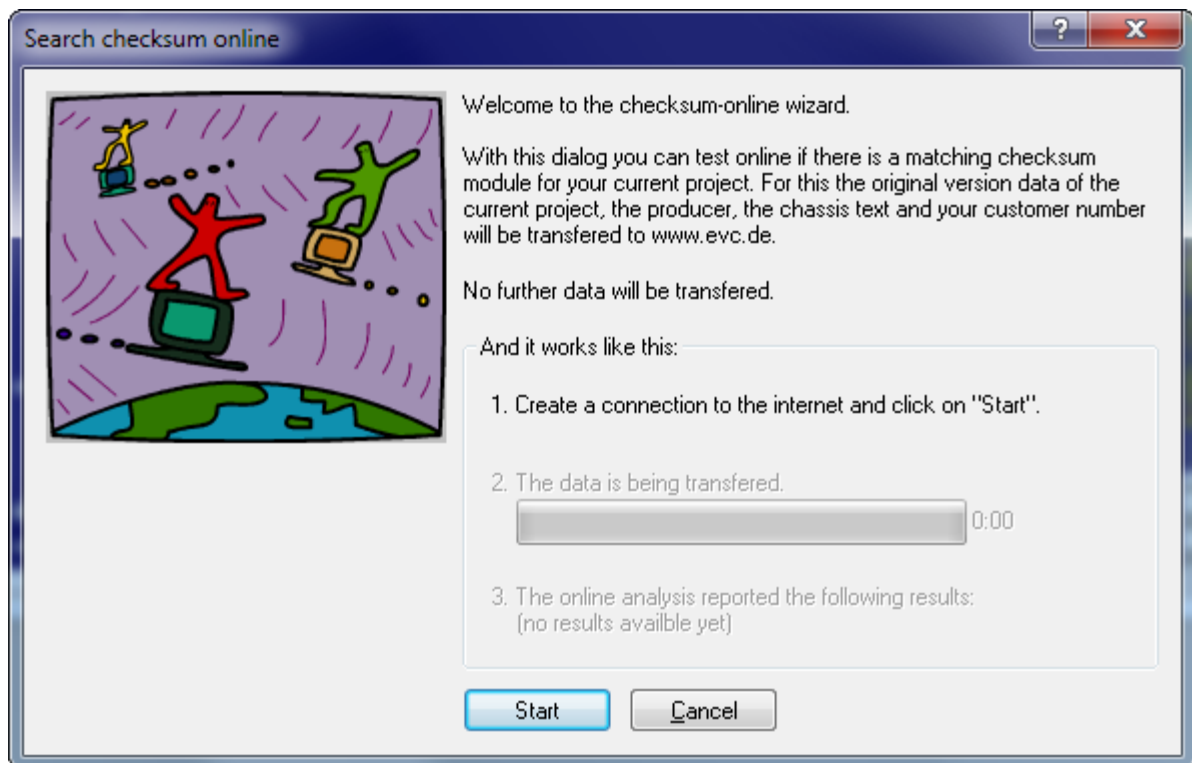 Search checksum online
?
X
Welcome to the checksum-online wizard.
With this dialog you can test online if there is a matching checksum
module for your current project. For this the original version data of the
current project, the producer, the chassis text and your customer number
will be transfered to www.evc.de.
No further data will be transfered.
And it works like this:
1. Create a connection to the internet and click on "Start".
2. The data is being transfered.
0:00
3. The online analysis reported the following results:
(no results availble yet)
Start
Cancel